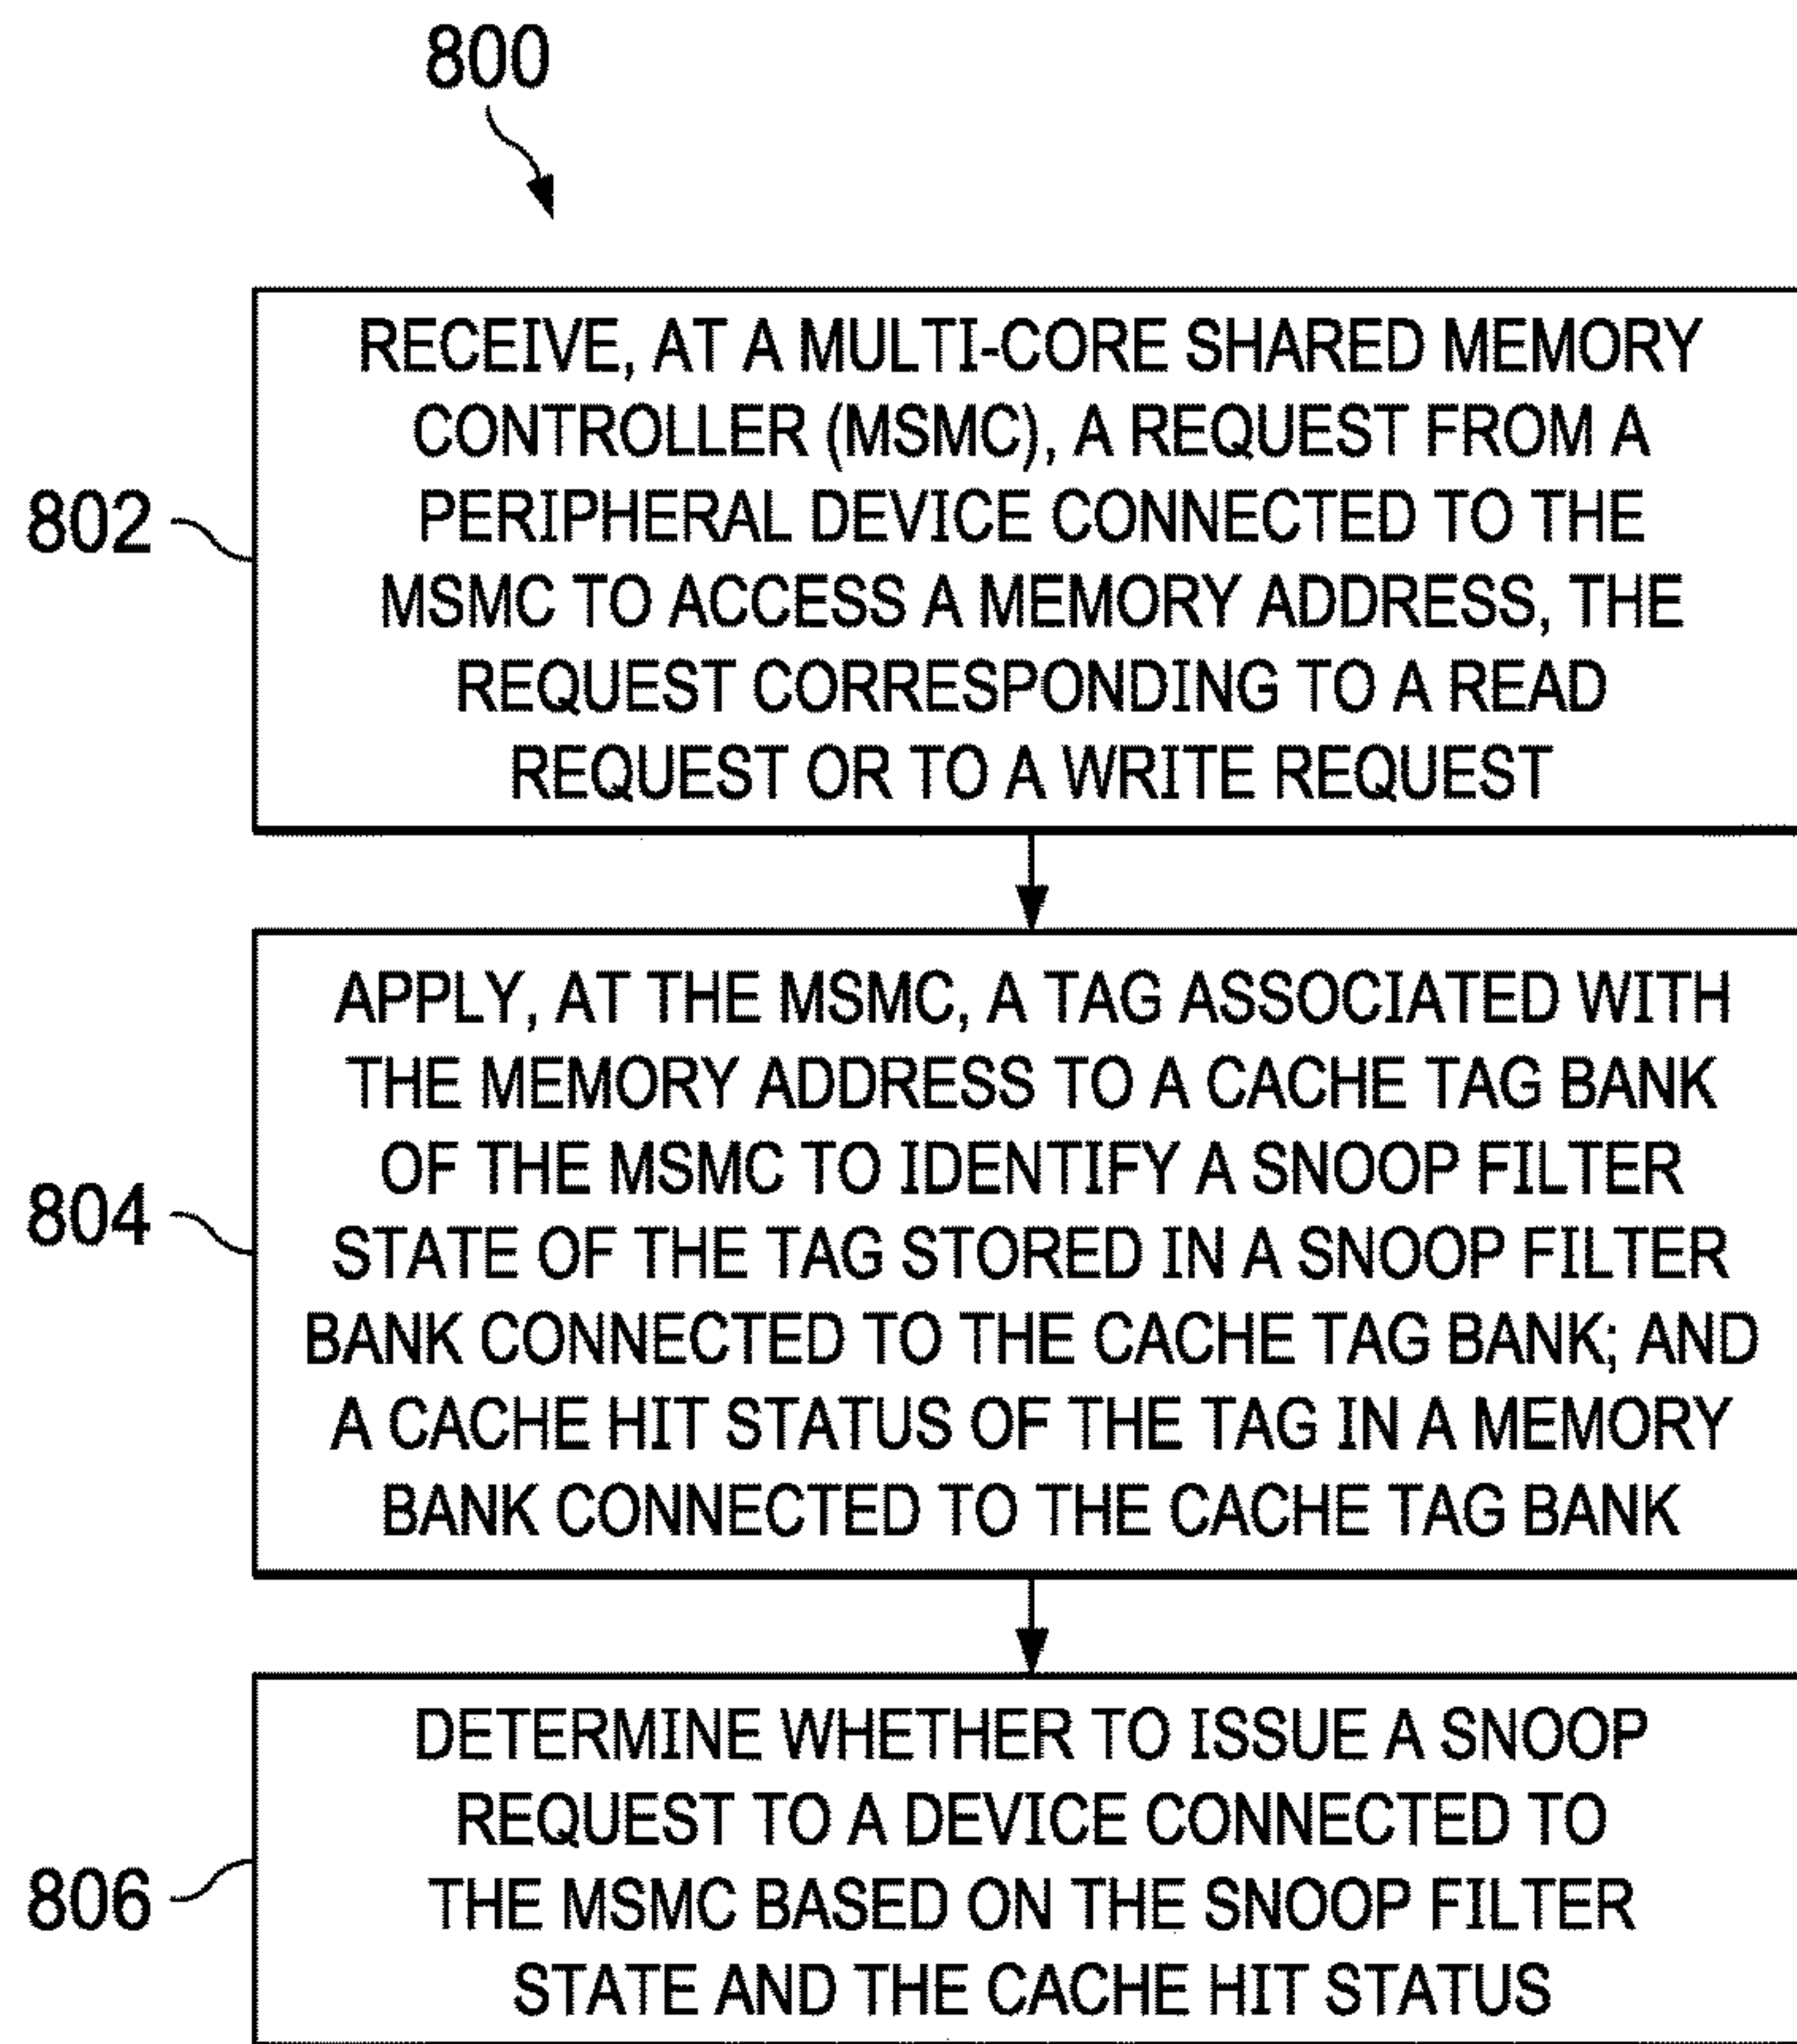 800
802
RECEIVE, AT A MULTI-CORE SHARED MEMORY
CONTROLLER (MSMC), A REQUEST FROM A
PERIPHERAL DEVICE CONNECTED TO THE
MSMC TO ACCESS A MEMORY ADDRESS, THE
REQUEST CORRESPONDING TO A READ
REQUEST OR TO A WRITE REQUEST
804
APPLY, AT THE MSMC, A TAG ASSOCIATED WITH
THE MEMORY ADDRESS TO A CACHE TAG BANK
OF THE MSMC TO IDENTIFY A SNOOP FILTER
STATE OF THE TAG STORED IN A SNOOP FILTER
BANK CONNECTED TO THE CACHE TAG BANK; AND
A CACHE HIT STATUS OF THE TAG IN A MEMORY
BANK CONNECTED TO THE CACHE TAG BANK
806
DETERMINE WHETHER TO ISSUE A SNOOP
REQUEST TO A DEVICE CONNECTED TO
THE MSMC BASED ON THE SNOOP FILTER
STATE AND THE CACHE HIT STATUS